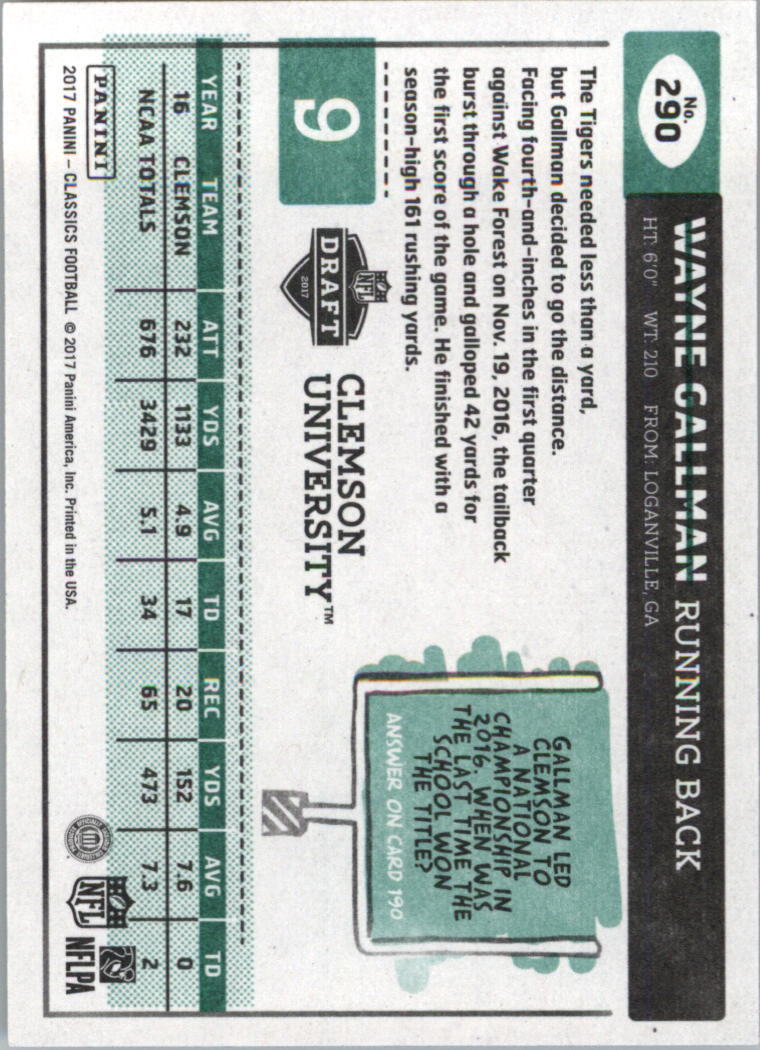 No.
290
WAYNE GALLMAN RUNNING BACK
HT: 6'0" WT: 210 FROM: LOGANVILLE, GA
The Tigers needed less than a yard,
but Gallman decided to go the distance.
Facing fourth-and-inches in the first quarter
against Wake Forest on Nov. 19, 2016, the tailback
burst through a hole and galloped 42 yards for
the first score of the game. He finished with a
season-high 161 rushing yards.
GALLMAN LED
CLEMSON TO
A NATIONAL
CHAMPIONSHIP IN
2016. WHEN WAS
THE LAST TIME THE
SCHOOL WON
THE TITLE?
ANSWER ON CARD 190
9
NFL
DRAFT
2017
CLEMSON
UNIVERSITY™
YEAR TEAM ATT YDS AVG TD REC YDS AVG TD
16 CLEMSON 232 1133 4.9 17 20 152 7.6 0
NCAA TOTALS 676 3429 5.1 34 65 473 7.3 2
PANINI
2017 PANINI – CLASSICS FOOTBALL © 2017 Panini America, Inc. Printed in the USA.
NFL
NFLPA